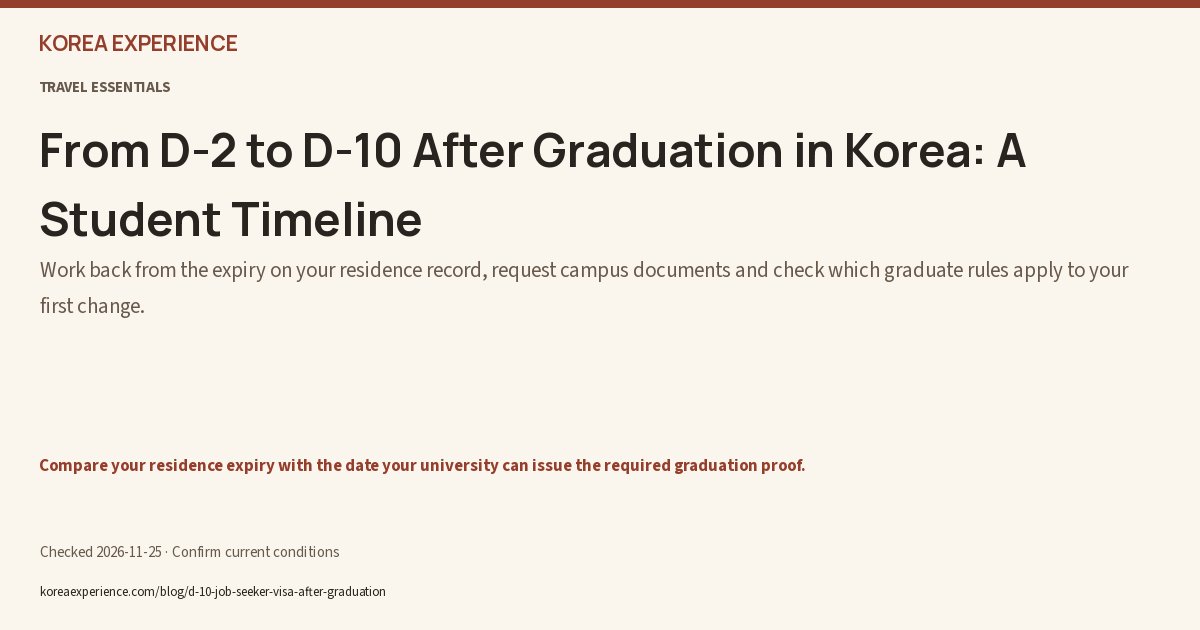 KOREA EXPERIENCE
TRAVEL ESSENTIALS
From D-2 to D-10 After Graduation in Korea: A
Student Timeline
Work back from the expiry on your residence record, request campus documents and check which graduate rules apply to your
first change.
Compare your residence expiry with the date your university can issue the required graduation proof.
Checked 2026-11-25 · Confirm current conditions
koreaexperience.com/blog/d-10-job-seeker-visa-after-graduation